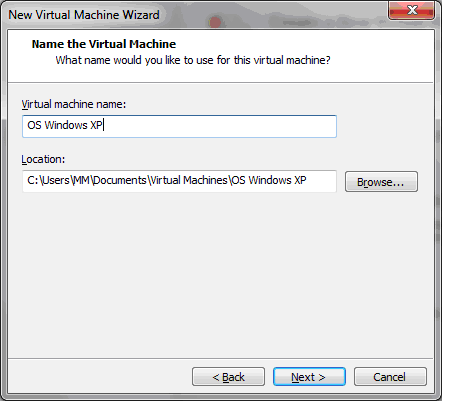 New Virtual Machine Wizard
Name the Virtual Machine
What name would you like to use for this virtual machine?
Virtual machine name:
OS Windows XP
Location:
C:\Users\MM\Documents\Virtual Machines\OS Windows XP
Browse...
< Back
Next >
Cancel